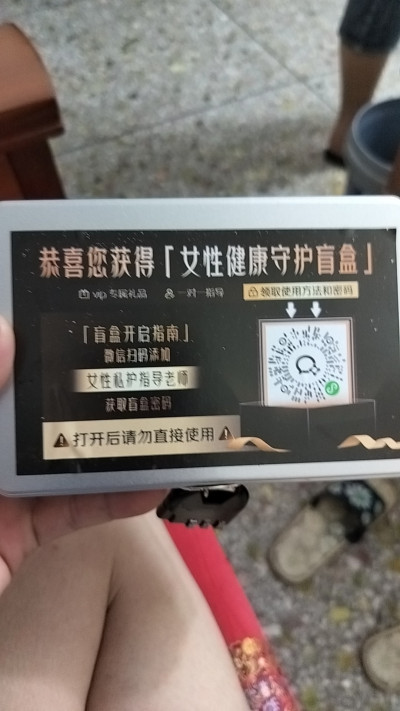 恭喜您获得「女性健康守护盲盒」
vip 专属礼品 一对一指导 领取使用方法和密码
「盲盒开启指南」
微信扫码添加
女性私护指导老师
获取盲盒密码
打开后请勿直接使用